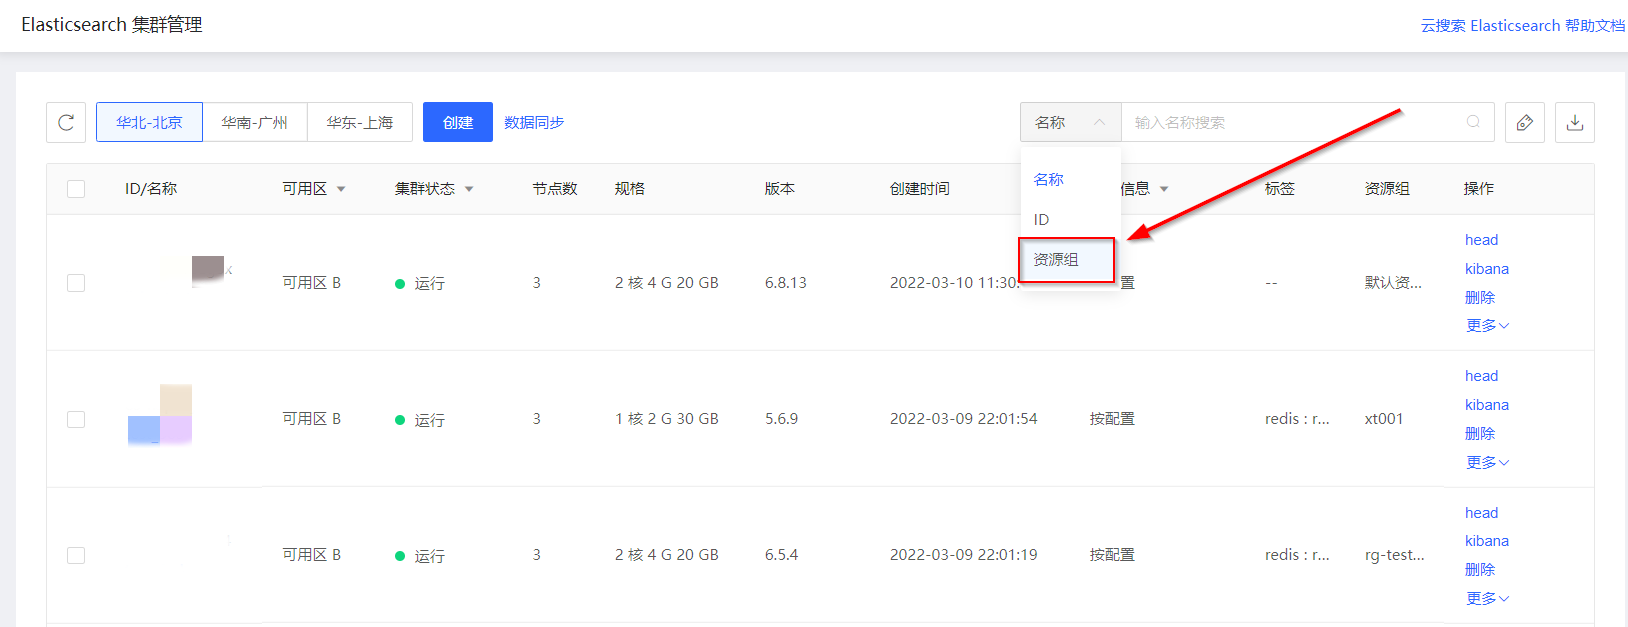 Elasticsearch 集群管理
云搜索 Elasticsearch 帮助文档
华北-北京 华南-广州 华东-上海 创建 数据同步 名称 输入名称搜索
名称
ID
资源组
ID/名称 可用区 集群状态 节点数 规格 版本 创建时间 信息 标签 资源组 操作
x 可用区 B 运行 3 2 核 4 G 20 GB 6.8.13 2022-03-10 11:30: 置 -- 默认资...
head
kibana
删除
更多
可用区 B 运行 3 1 核 2 G 30 GB 5.6.9 2022-03-09 22:01:54 按配置 redis : r... xt001
head
kibana
删除
更多
可用区 B 运行 3 2 核 4 G 20 GB 6.5.4 2022-03-09 22:01:19 按配置 redis : r... rg-test...
head
kibana
删除
更多